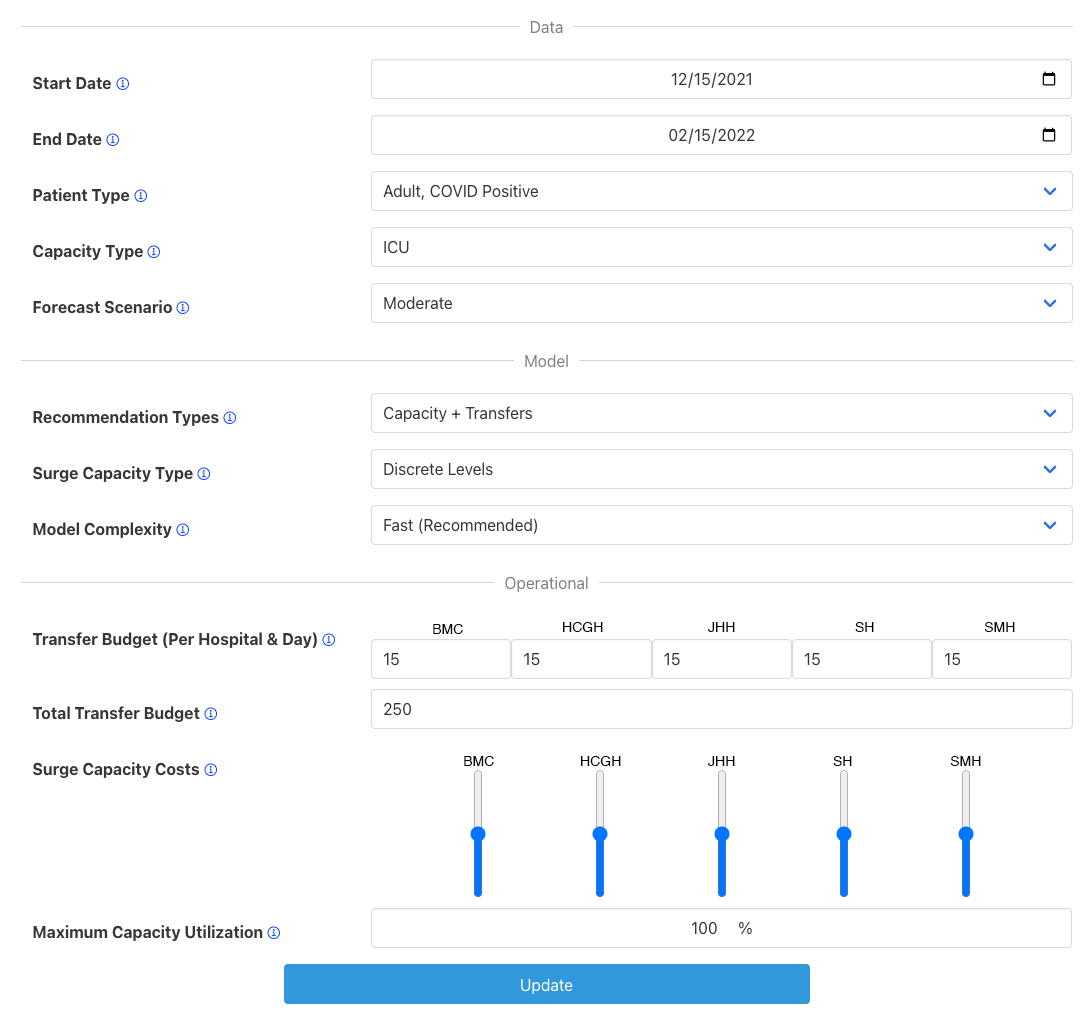 Data
Start Date
12/15/2021
End Date
02/15/2022
Patient Type
Adult, COVID Positive
Capacity Type
ICU
Forecast Scenario
Moderate
Model
Recommendation Types
Capacity + Transfers
Surge Capacity Type
Discrete Levels
Model Complexity
Fast (Recommended)
Operational
Transfer Budget (Per Hospital & Day)
BMC HCGH JHH SH SMH
15 15 15 15 15
Total Transfer Budget
250
Surge Capacity Costs
BMC HCGH JHH SH SMH
Maximum Capacity Utilization
100 %
Update